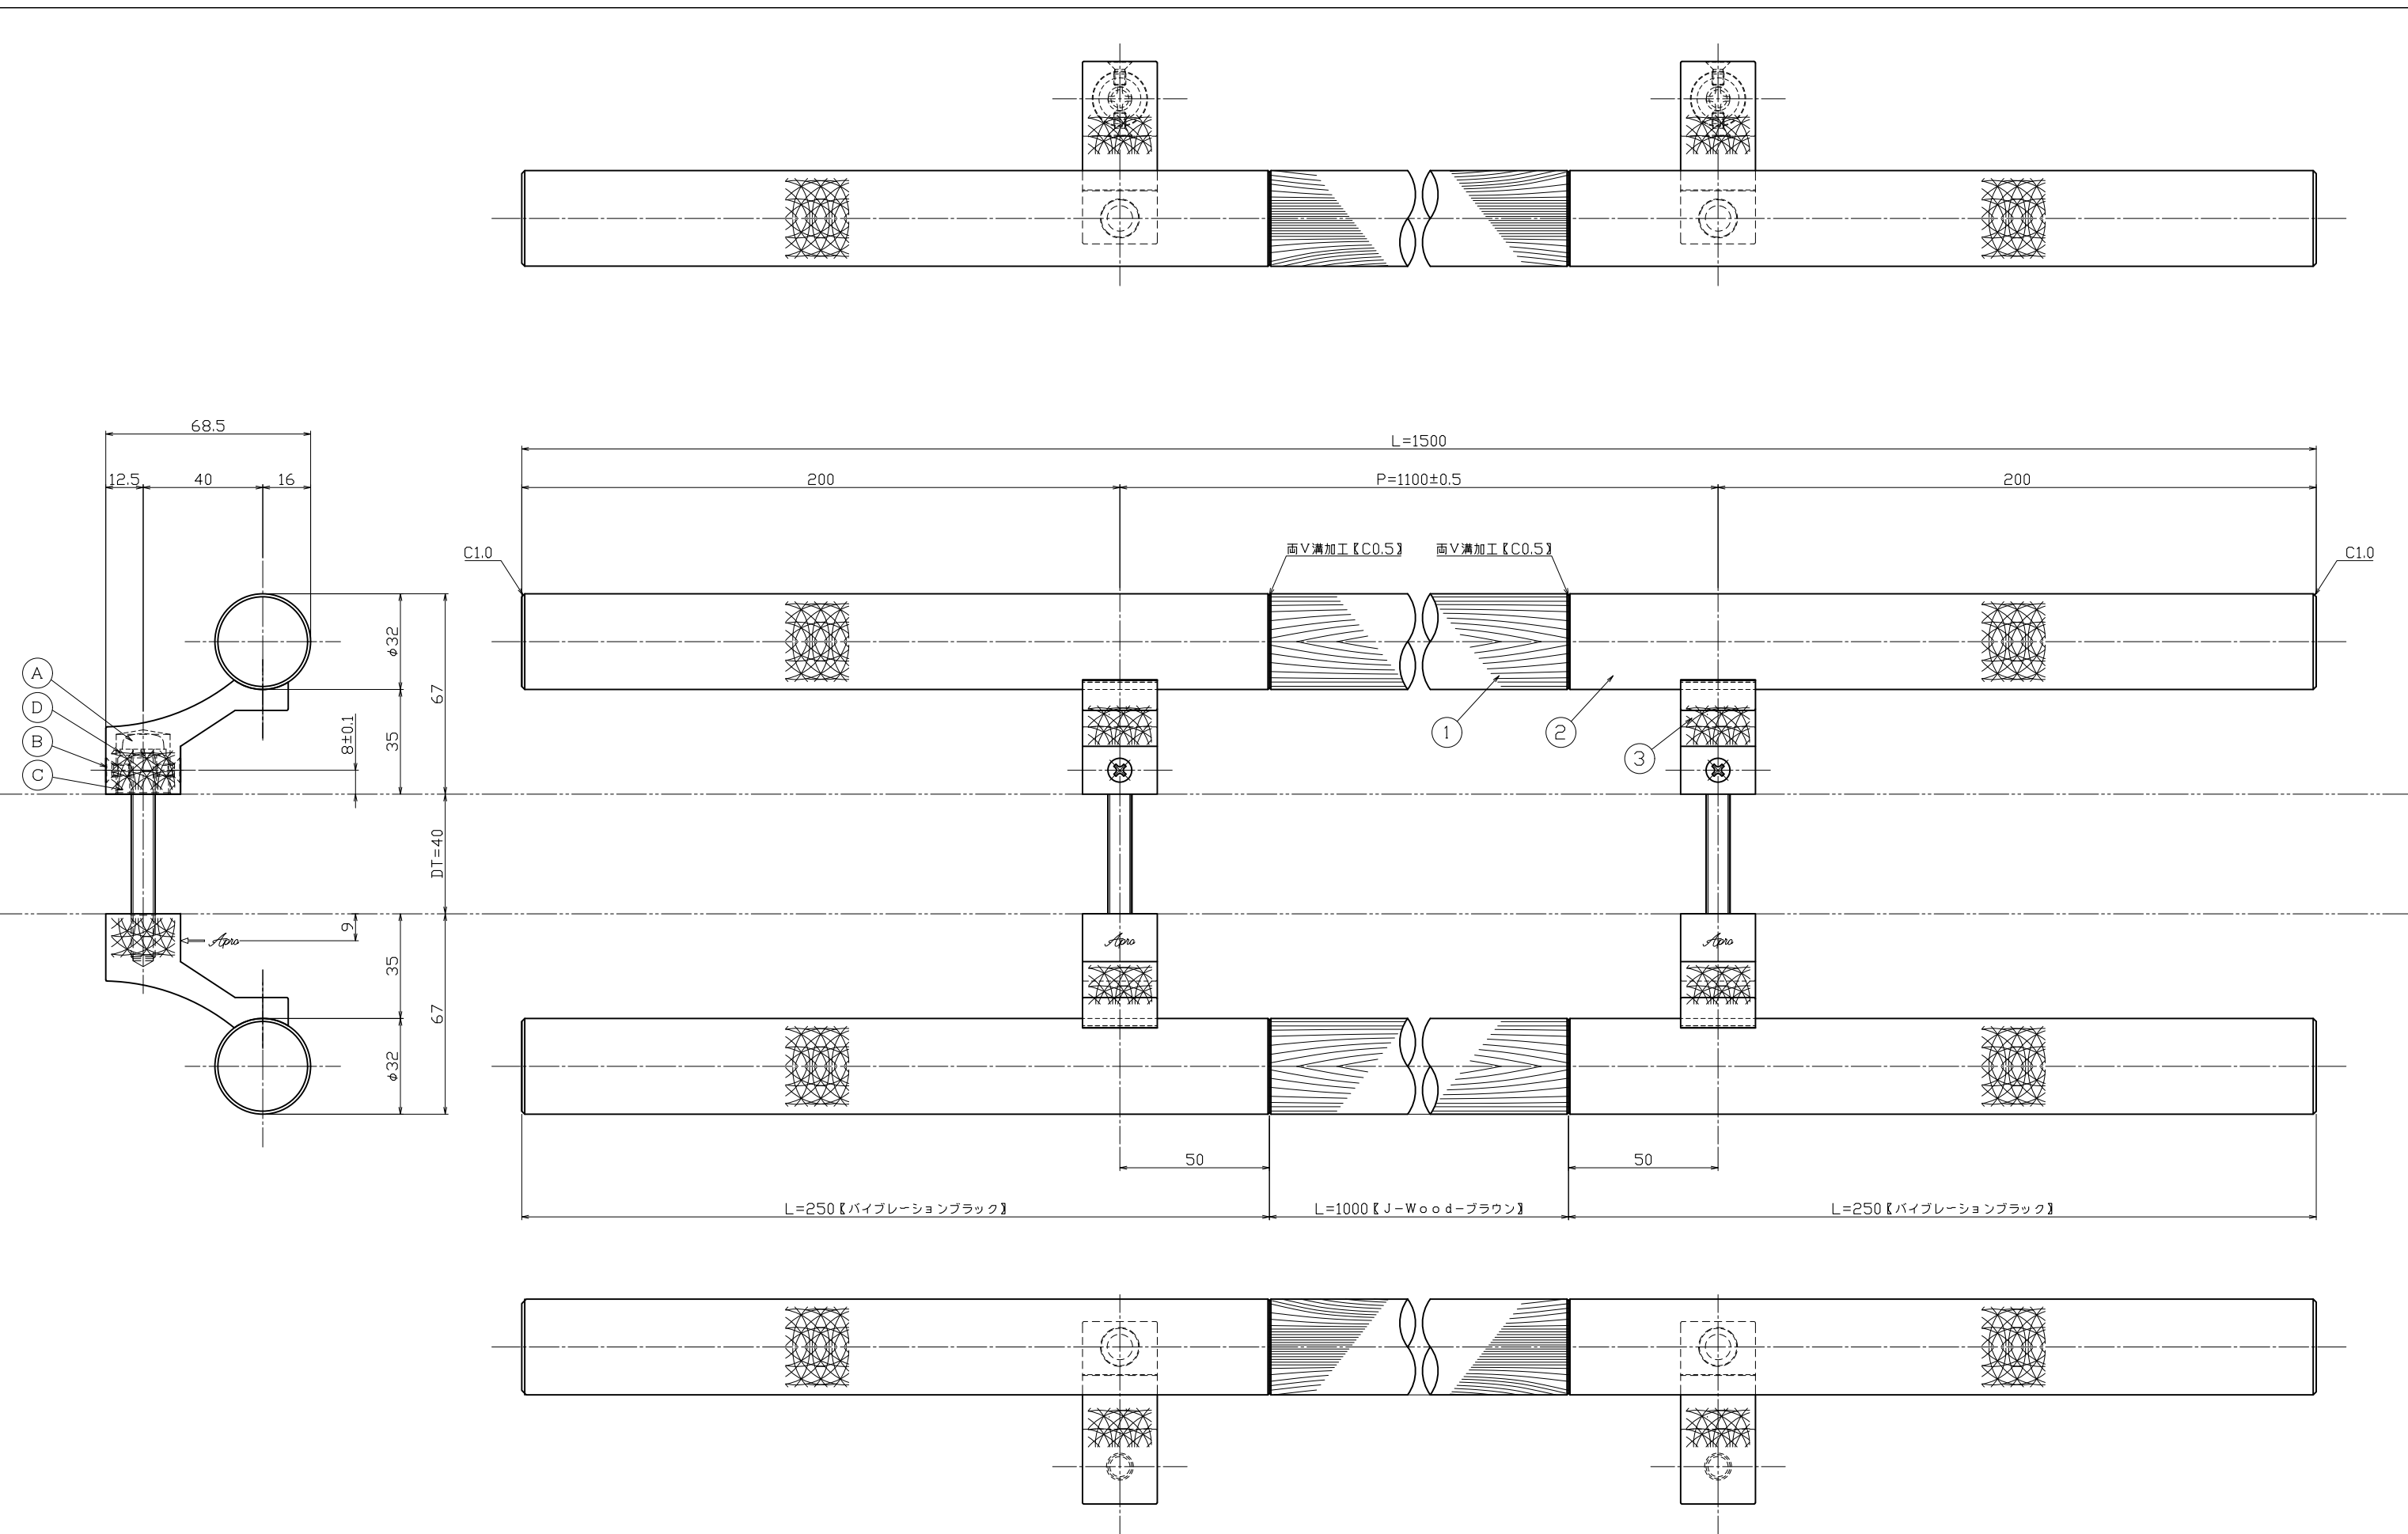 68.5
L=1500
12.5
40
16
200
P=1100±0.5
200
C1.0
両V溝加工〖C0.5〗
両V溝加工〖C0.5〗
C1.0
φ32
67
A
D
B
C
35
8±0.1
1
2
3
DT=40
9
Apro
Apro
Apro
35
67
φ32
50
50
L=250〖バイブレーションブラック〗
L=1000〖J-Wood-ブラウン〗
L=250〖バイブレーションブラック〗